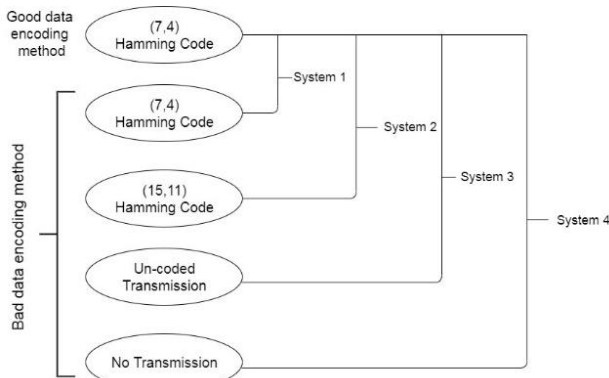 Good data
encoding
method
(7,4)
Hamming Code
System 1
(7,4)
Hamming Code
System 2
(15,11)
Hamming Code
System 3
System 4
Bad data encoding method
Un-coded
Transmission
No Transmission